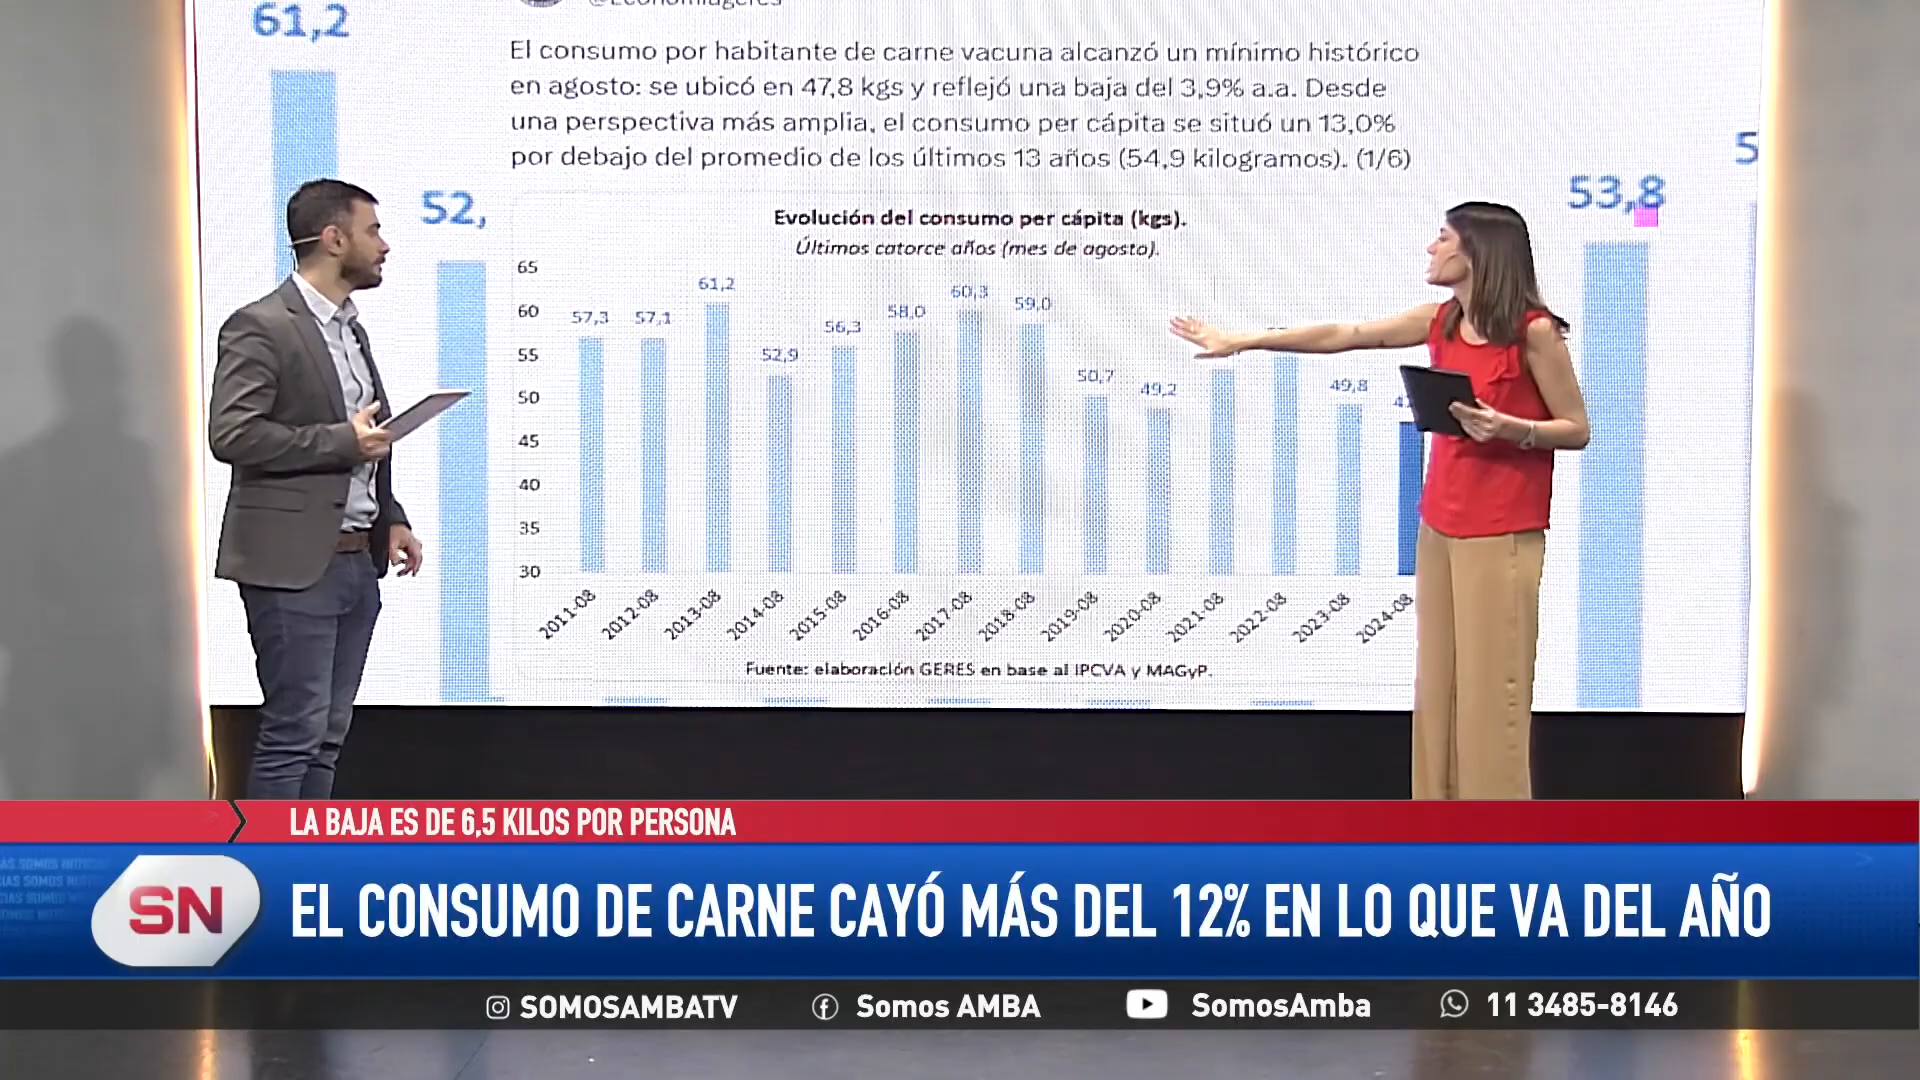 61,2
El consumo por habitante de carne vacuna alcanzó un mínimo histórico
en agosto: se ubicó en 47,8 kgs y reflejó una baja del 3,9% a.a. Desde
una perspectiva más amplia, el consumo per cápita se situó un 13,0%
por debajo del promedio de los últimos 13 años (54,9 kilogramos). (1/6)
52,
53,8
5
Evolución del consumo per cápita (kgs).
Últimos catorce años (mes de agosto).
65
60
55
50
45
40
35
30
57,3 57,1 61,2 52,9 56,3 58,0 60,3 59,0 50,7 49,2 49,8
2011-08 2012-08 2013-08 2014-08 2015-08 2016-08 2017-08 2018-08 2019-08 2020-08 2021-08 2022-08 2023-08 2024-08
Fuente: elaboración GERES en base al IPCVA y MAGyP.
LA BAJA ES DE 6,5 KILOS POR PERSONA
SN
EL CONSUMO DE CARNE CAYÓ MÁS DEL 12% EN LO QUE VA DEL AÑO
SOMOSAMBATV Somos AMBA SomosAmba 11 3485-8146